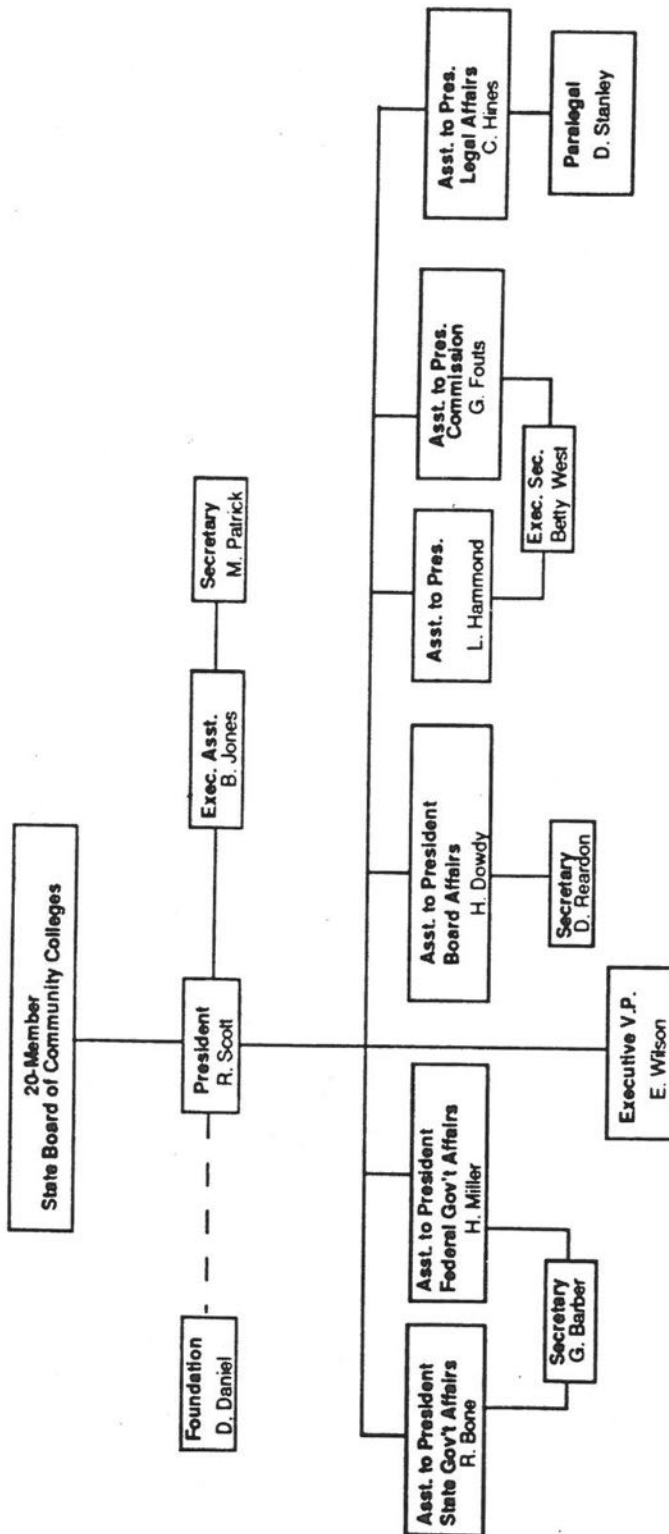 20-Member
State Board of Community Colleges
Foundation
D. Daniel
President
R. Scott
Exec. Asst.
B. Jones
Secretary
M. Patrick
Asst. to President
State Gov't Affairs
R. Bone
Asst. to President
Federal Gov't Affairs
H. Miller
Asst. to President
Board Affairs
H. Dowdy
Asst. to Pres.
L. Hammond
Asst. to Pres.
Commission
G. Fouts
Asst. to Pres.
Legal Affairs
C. Hines
Secretary
G. Barber
Secretary
D. Reardon
Exec. Sec.
Betty West
Paralegal
D. Stanley
Executive V.P.
E. Wilson